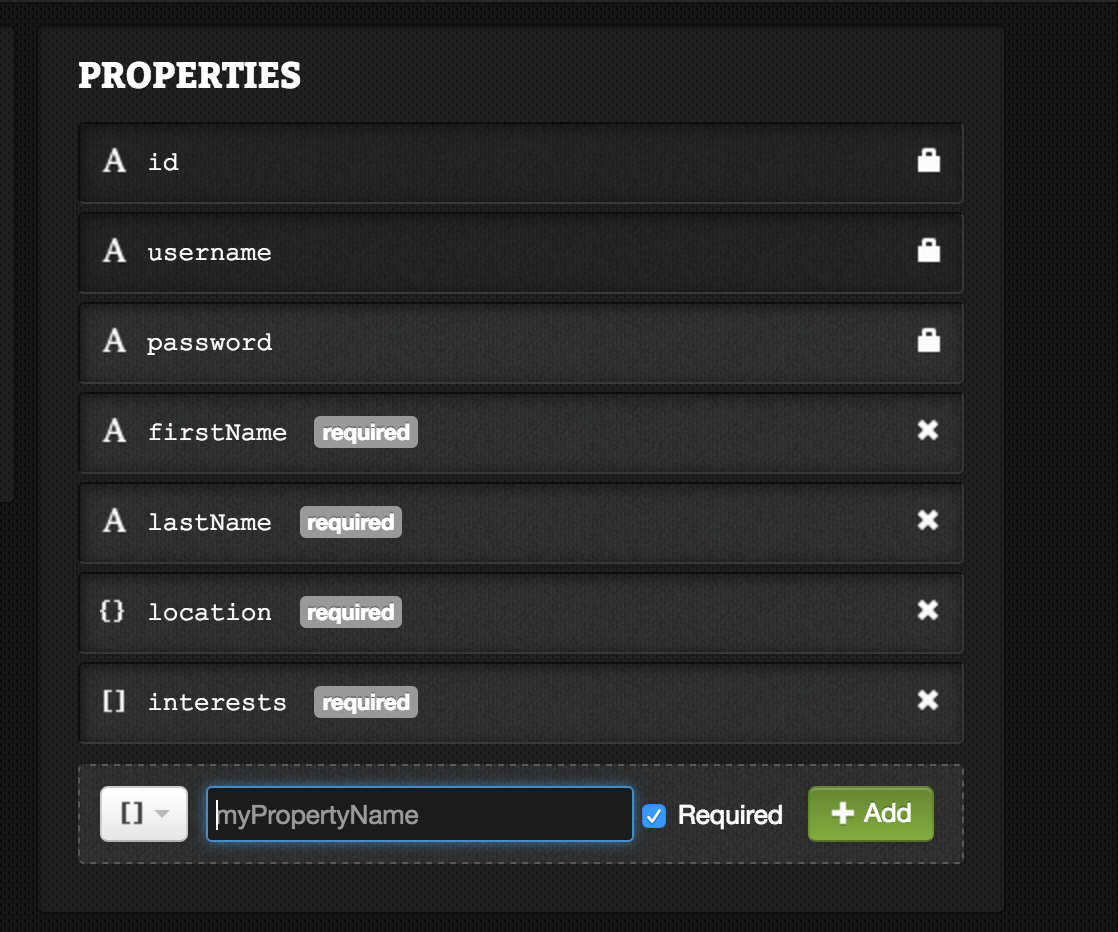 PROPERTIES
A id
A username
A password
A firstName required
A lastName required
{} location required
[] interests required
[] myPropertyName Required + Add